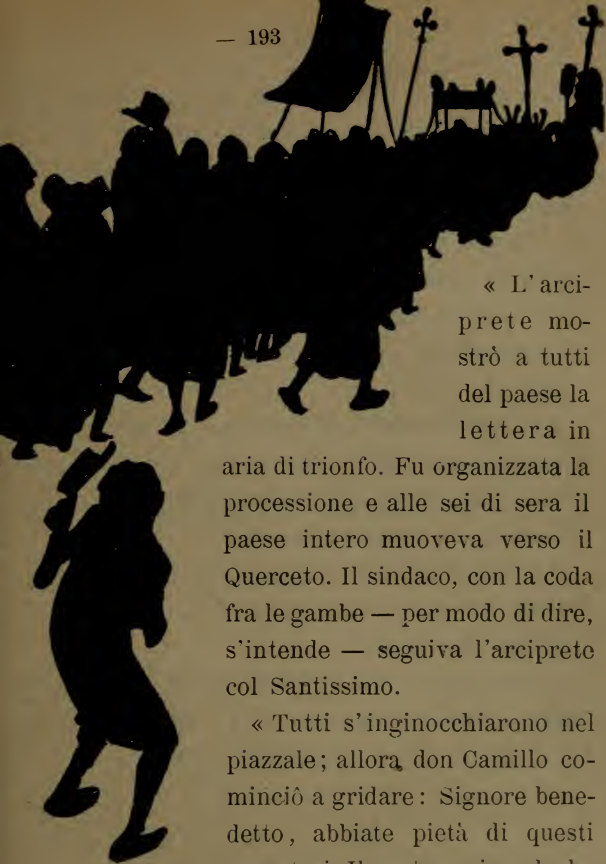 — 193
« L'arci-
prete mo-
strò a tutti
del paese la
lettera in
aria di trionfo. Fu organizzata la
processione e alle sei di sera il
paese intero muoveva verso il
Querceto. Il sindaco, con la coda
fra le gambe — per modo di dire,
s'intende — seguiva l'arciprete
col Santissimo.
« Tutti s'inginocchiarono nel
piazzale; allora don Camillo co-
minciò a gridare: Signore bene-
detto, abbiate pietà di questi